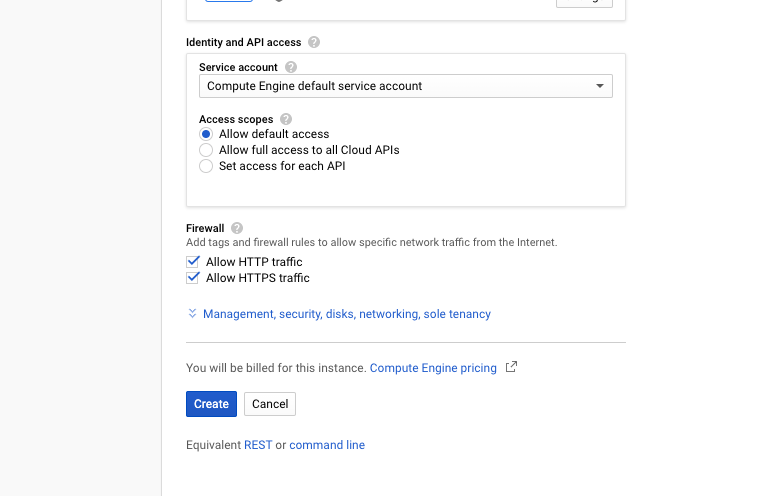 Identity and API access
Service account
Compute Engine default service account
Access scopes
Allow default access
Allow full access to all Cloud APIs
Set access for each API
Firewall
Add tags and firewall rules to allow specific network traffic from the Internet.
Allow HTTP traffic
Allow HTTPS traffic
Management, security, disks, networking, sole tenancy
You will be billed for this instance. Compute Engine pricing
Create Cancel
Equivalent REST or command line